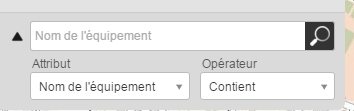 Nom de l'équipement
Attribut
Opérateur
Nom de l'équipement
Contient